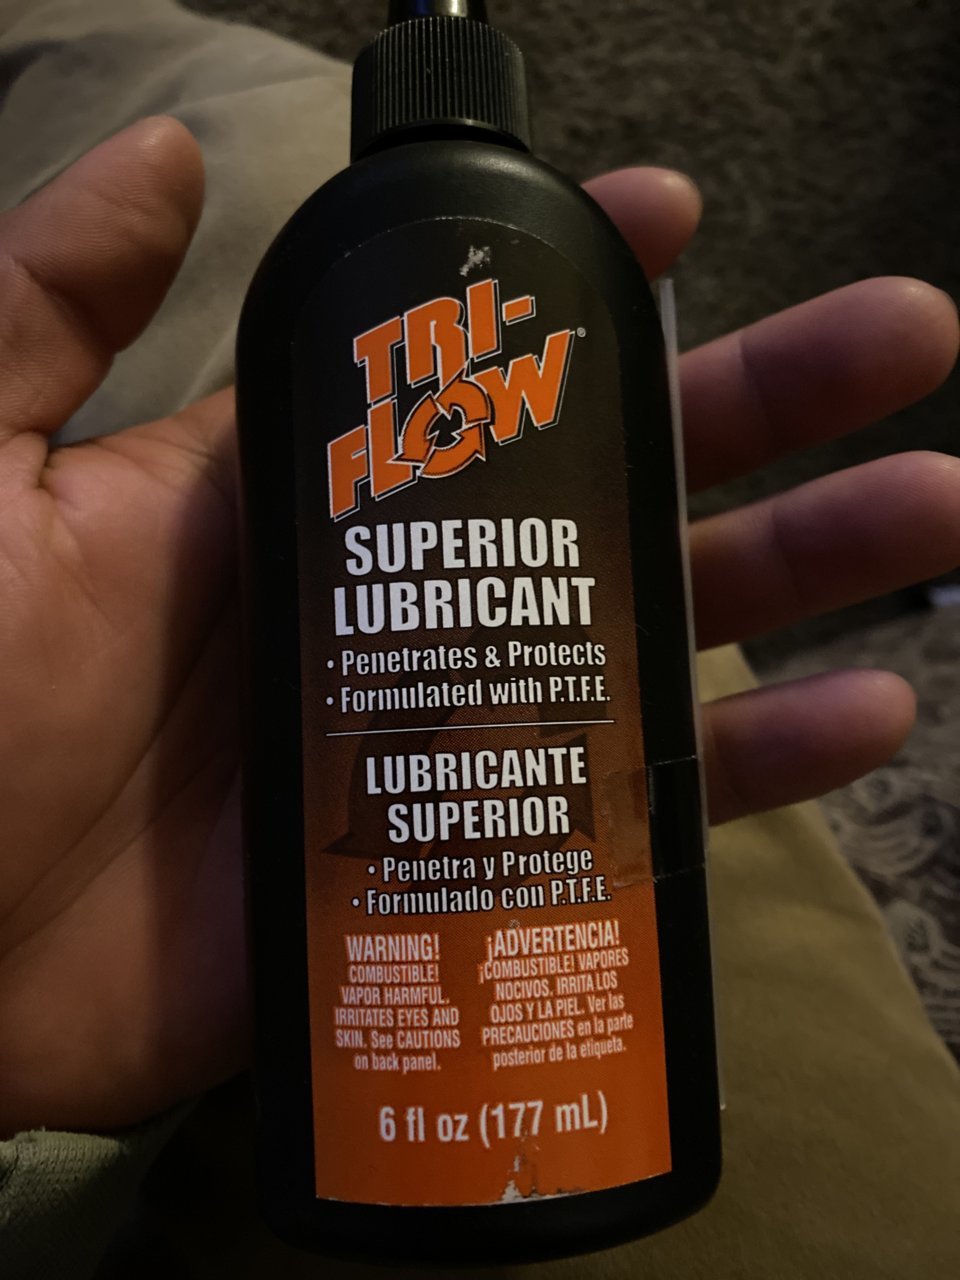 TRI-
FLOW®
SUPERIOR
LUBRICANT
• Penetrates & Protects
• Formulated with P.T.F.E.
LUBRICANTE
SUPERIOR
• Penetra y Protege
• Formulado con P.T.F.E.
WARNING!
COMBUSTIBLE!
VAPOR HARMFUL.
IRRITATES EYES AND
SKIN. See CAUTIONS
on back panel.
¡ADVERTENCIA!
¡COMBUSTIBLE! VAPORES
NOCIVOS. IRRITA LOS
OJOS Y LA PIEL. Ver las
PRECAUCIONES en la parte
posterior de la etiqueta.
6 fl oz (177 mL)